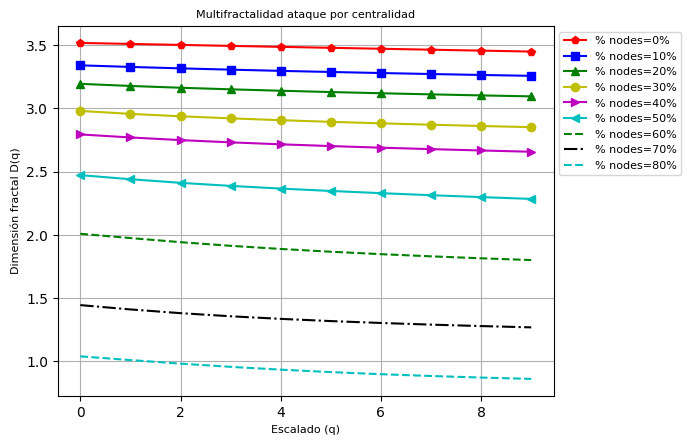 Multifractalidad ataque por centralidad
3.5
3.0
2.5
2.0
1.5
1.0
Dimensión fractal D(q)
0
2
4
6
8
Escalado (q)
% nodes=0%
% nodes=10%
% nodes=20%
% nodes=30%
% nodes=40%
% nodes=50%
% nodes=60%
% nodes=70%
% nodes=80%